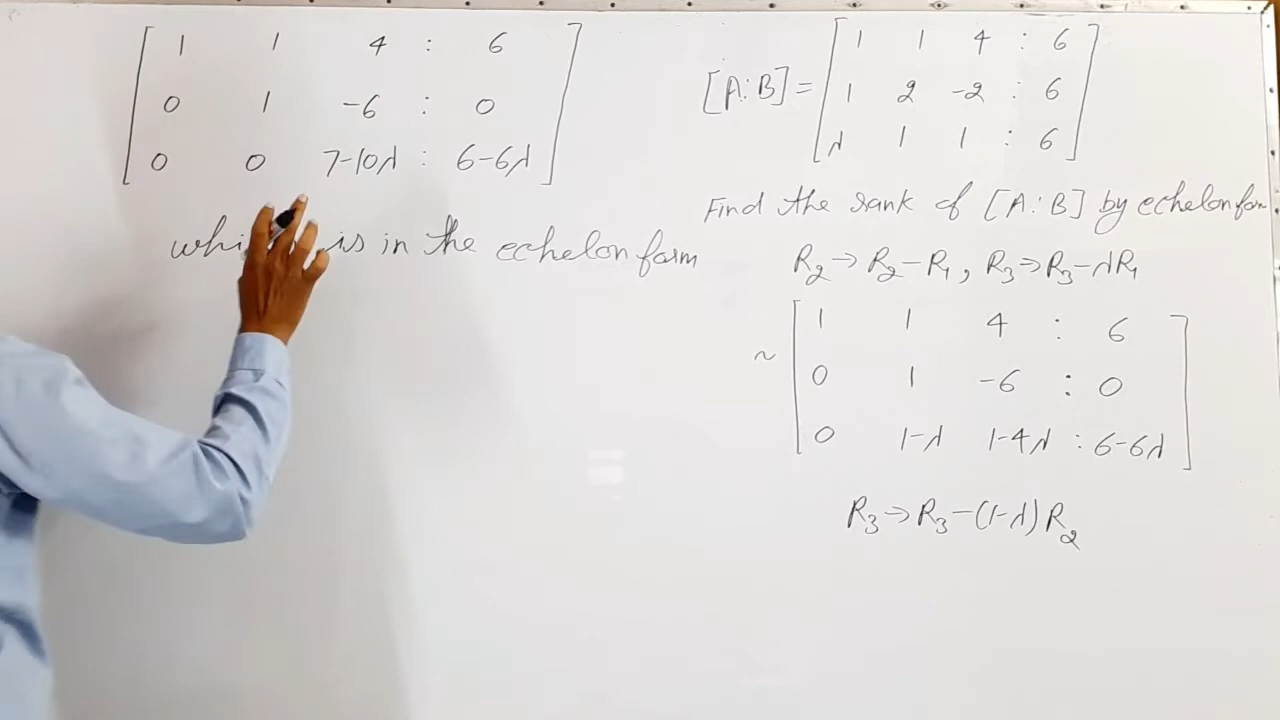 1 1 4 : 6
0 1 -6 : 0
0 0 7-10λ : 6-6λ
is in the echelon form
[A:B] = 1 1 4 : 6
1 2 -2 : 6
λ 1 1 : 6
Find the rank of [A:B] by echelon
R₂→R₂-R₁, R₃→R₃-λR₁
~ 1 1 4 : 6
0 1 -6 : 0
0 1-λ 1-4λ : 6-6λ
R₃→R₃-(1-λ)R₂